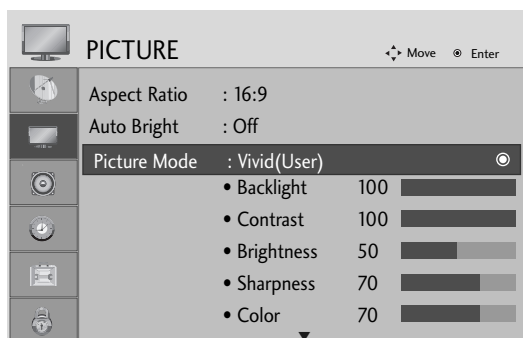 PICTURE Move Enter
Aspect Ratio : 16:9
Auto Bright : Off
Picture Mode : Vivid(User)
• Backlight 100
• Contrast 100
• Brightness 50
• Sharpness 70
• Color 70